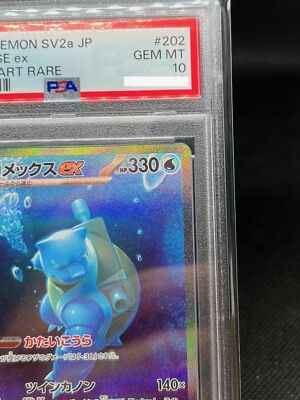 EMON SV2a JP #202
SE ex GEM MT
ART RARE 10
PSA
メックスex HP330
かたいこうら
ツインカノン 140×